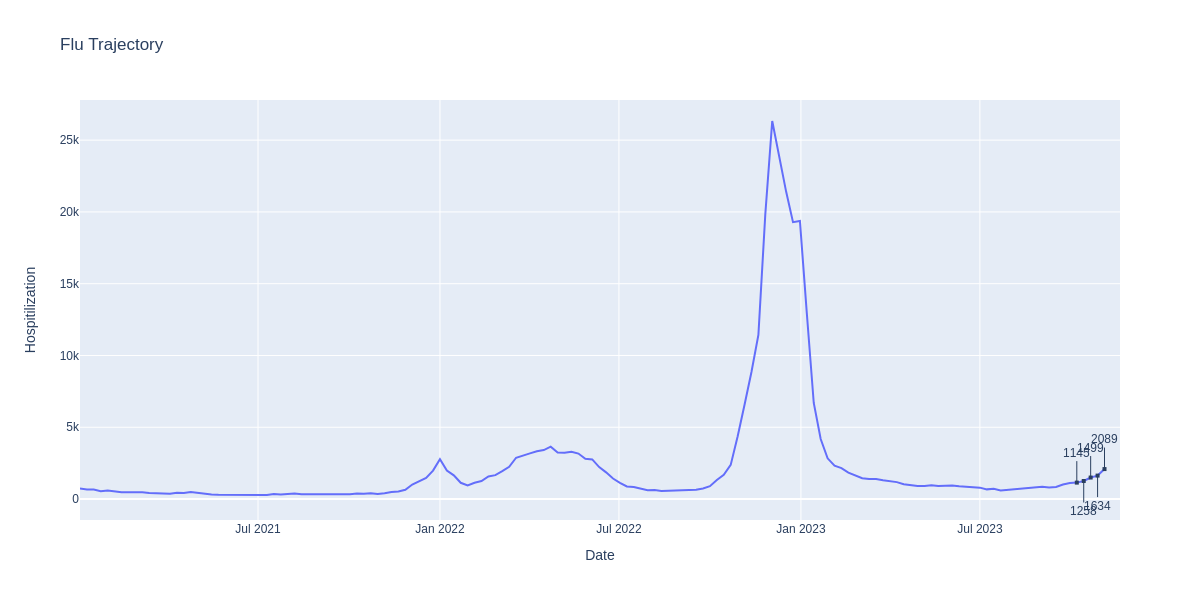 Flu Trajectory
Hospitilization
25k
20k
15k
10k
5k
0
2089
1499
1145
1634
1258
Jul 2021
Jan 2022
Jul 2022
Jan 2023
Jul 2023
Date